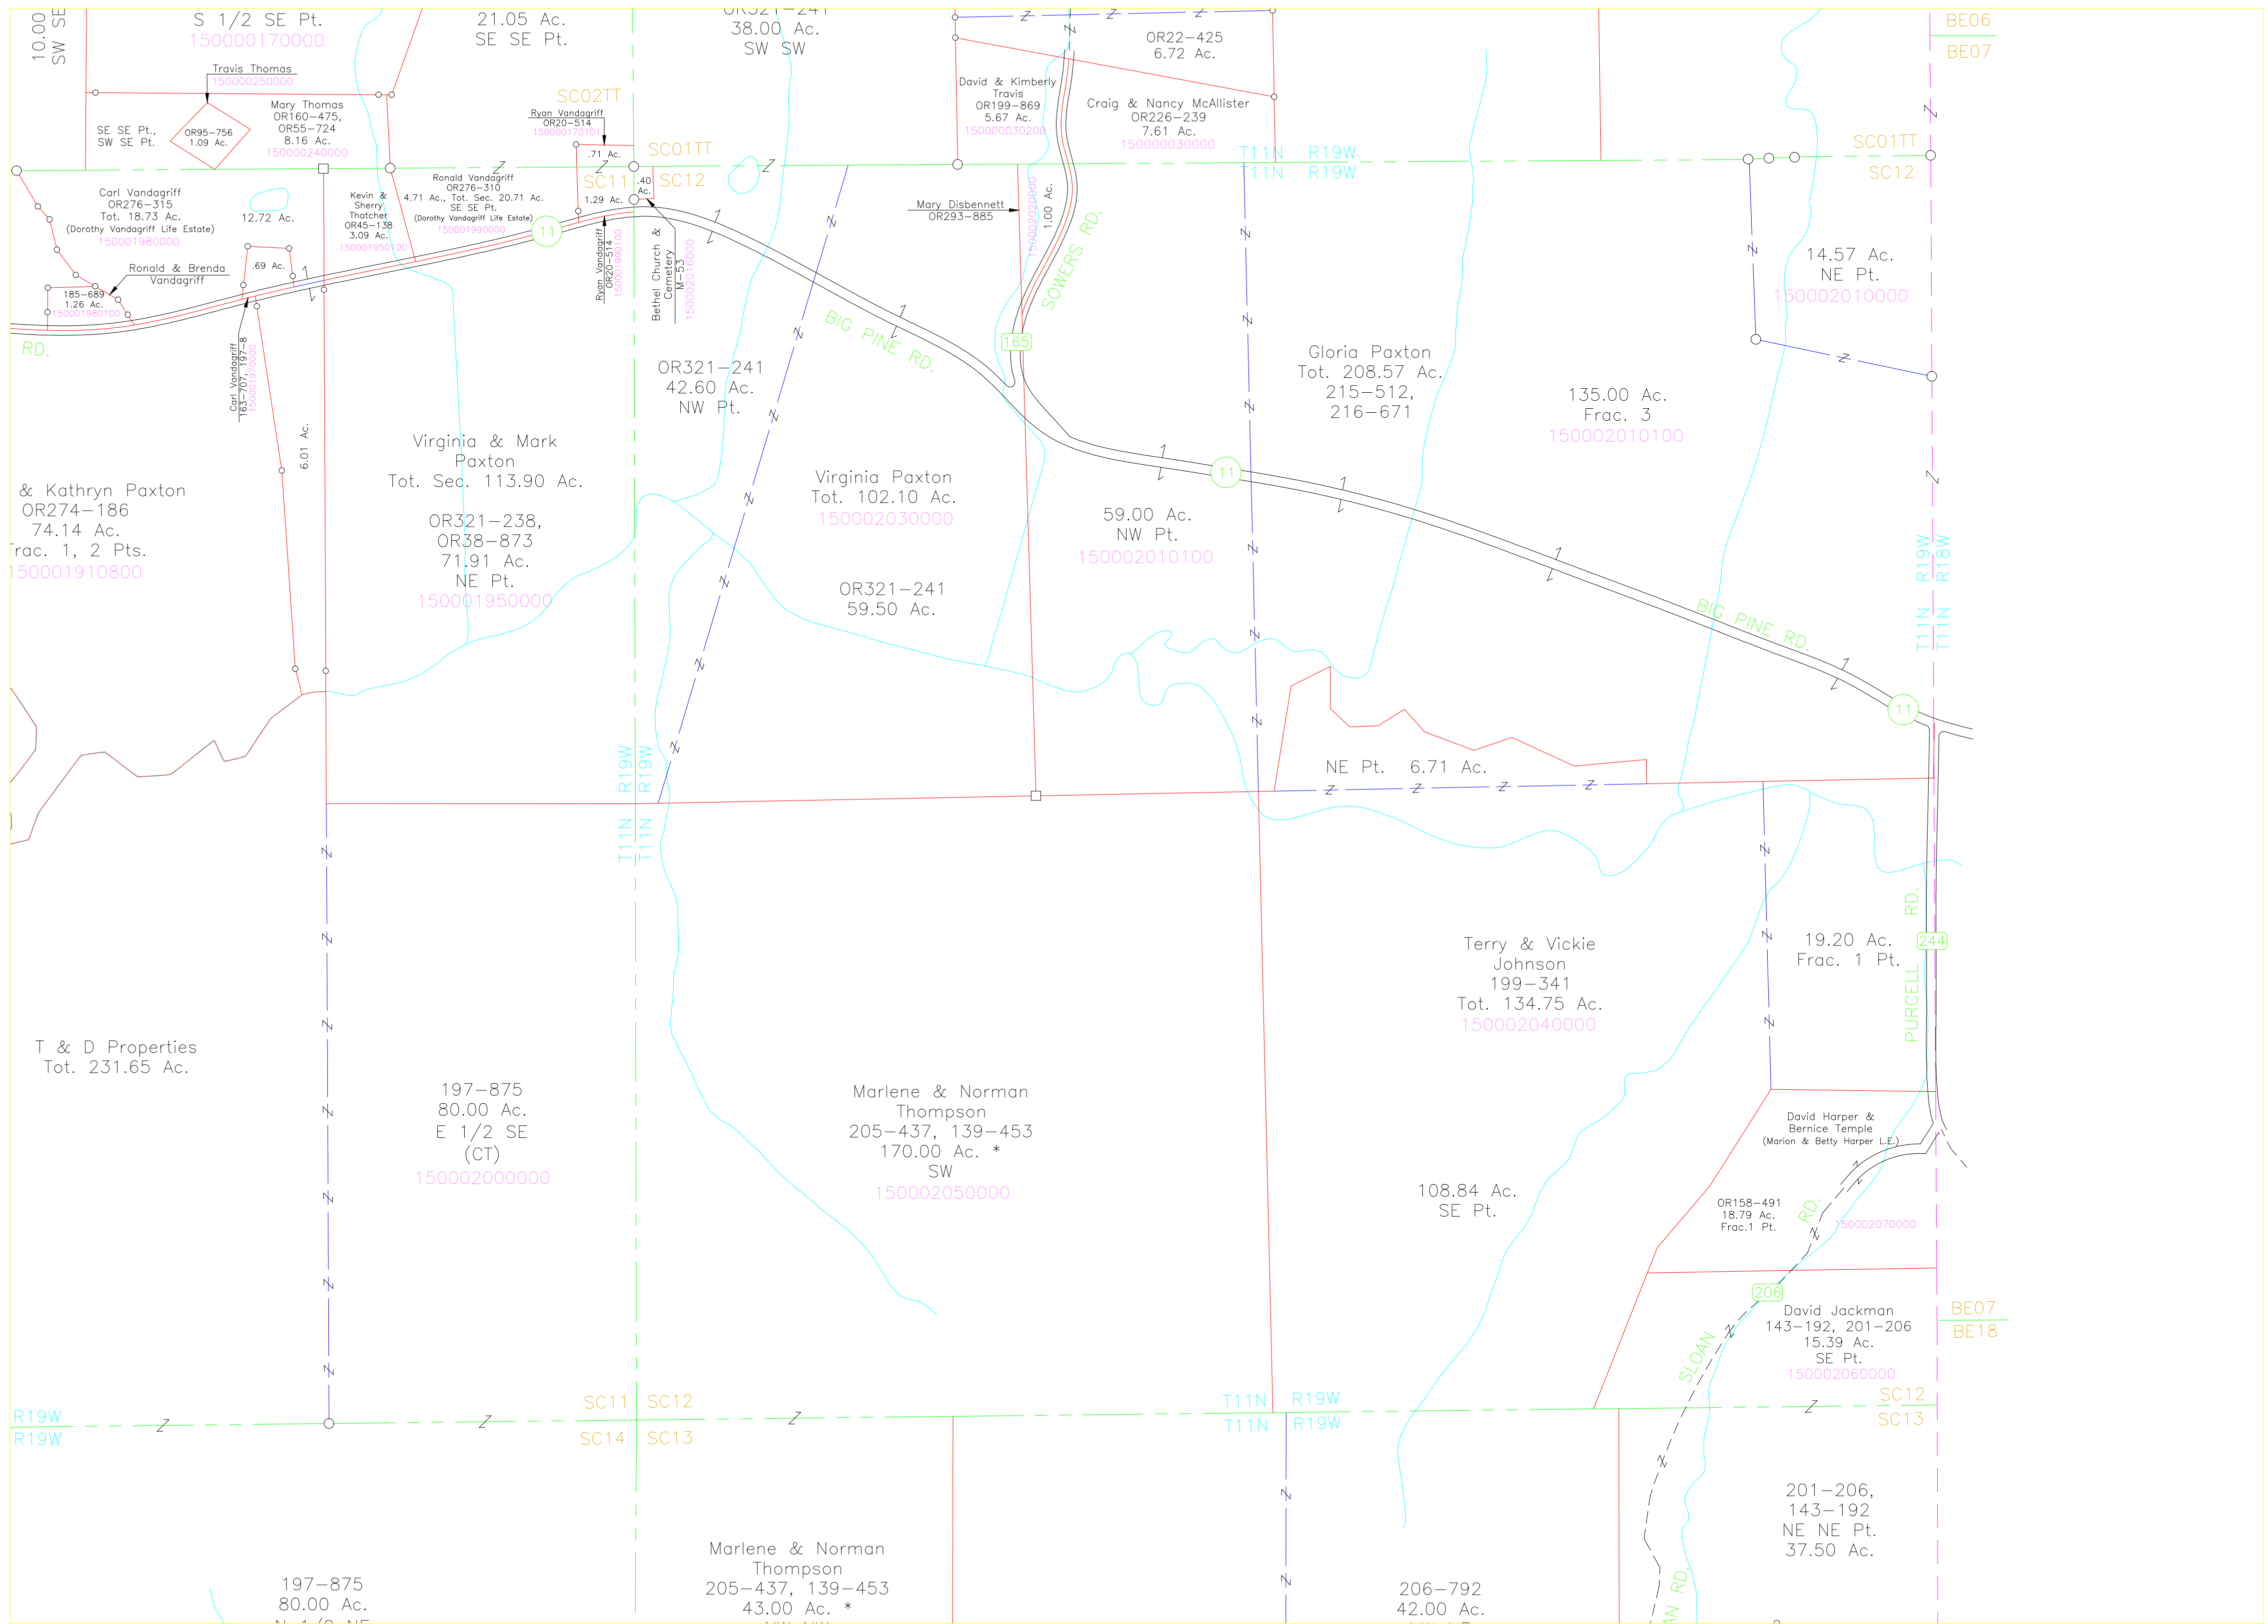 10.00
SW SE
S 1/2 SE Pt.
150000170000
21.05 Ac.
SE SE Pt.
OR321-241
38.00 Ac.
SW SW
OR22-425
6.72 Ac.
BE06
BE07
Travis Thomas
150000250000
Mary Thomas
OR160-475,
OR55-724
8.16 Ac.
150000240000
SE SE Pt.,
SW SE Pt.
OR95-756
1.09 Ac.
SC02TT
Ryan Vandagriff
OR20-514
150000170101
.71 Ac.
SC01TT
SC11
SC12
David & Kimberly
Travis
OR199-869
5.67 Ac.
150000030200
Craig & Nancy McAllister
OR226-239
7.61 Ac.
150000030000
T11N R19W
T11N R19W
SC01TT
SC12
Carl Vandagriff
OR276-315
Tot. 18.73 Ac.
(Dorothy Vandagriff Life Estate)
150001980000
12.72 Ac.
Kevin &
Sherry
Thatcher
OR45-138
3.09 Ac.
150001950100
Ronald Vandagriff
OR276-310
4.71 Ac., Tot. Sec. 20.71 Ac.
SE SE Pt.
(Dorothy Vandagriff Life Estate)
150001990000
11
1.29 Ac.
.40
Ac.
Ryan Vandagriff
OR20-514
150001990100
Bethel Church &
Cemetery
M-53
150002016000
Mary Disbennett
OR293-885
150002020000
1.00 Ac.
SOWERS RD.
165
BIG PINE RD.
14.57 Ac.
NE Pt.
150002010000
Ronald & Brenda
Vandagriff
185-689
1.26 Ac.
150001980100
.69 Ac.
RD.
Carl Vandagriff
163-707, 197-8
150001970000
6.01 Ac.
OR321-241
42.60 Ac.
NW Pt.
Gloria Paxton
Tot. 208.57 Ac.
215-512,
216-671
135.00 Ac.
Frac. 3
150002010100
Virginia & Mark
Paxton
Tot. Sec. 113.90 Ac.
OR321-238,
OR38-873
71.91 Ac.
NE Pt.
150001950000
& Kathryn Paxton
OR274-186
74.14 Ac.
Frac. 1, 2 Pts.
150001910800
Virginia Paxton
Tot. 102.10 Ac.
150002030000
OR321-241
59.50 Ac.
59.00 Ac.
NW Pt.
150002010100
11
T11N R19W
T11N R18W
BIG PINE RD.
11
T11N R19W
T11N R19W
NE Pt. 6.71 Ac.
Terry & Vickie
Johnson
199-341
Tot. 134.75 Ac.
150002040000
19.20 Ac.
Frac. 1 Pt.
244
PURCELL RD.
T & D Properties
Tot. 231.65 Ac.
197-875
80.00 Ac.
E 1/2 SE
(CT)
150002000000
Marlene & Norman
Thompson
205-437, 139-453
170.00 Ac. *
SW
150002050000
108.84 Ac.
SE Pt.
David Harper &
Bernice Temple
(Marion & Betty Harper L.E.)
OR158-491
18.79 Ac.
Frac.1 Pt.
150002070000
SLOAN RD.
206
David Jackman
143-192, 201-206
15.39 Ac.
SE Pt.
150002060000
BE07
BE18
R19W
R19W
SC11
SC12
SC14
SC13
T11N R19W
T11N R19W
SC12
SC13
201-206,
143-192
NE NE Pt.
37.50 Ac.
197-875
80.00 Ac.
N 1/2 NE
Marlene & Norman
Thompson
205-437, 139-453
43.00 Ac. *
206-792
42.00 Ac.
AN RD.